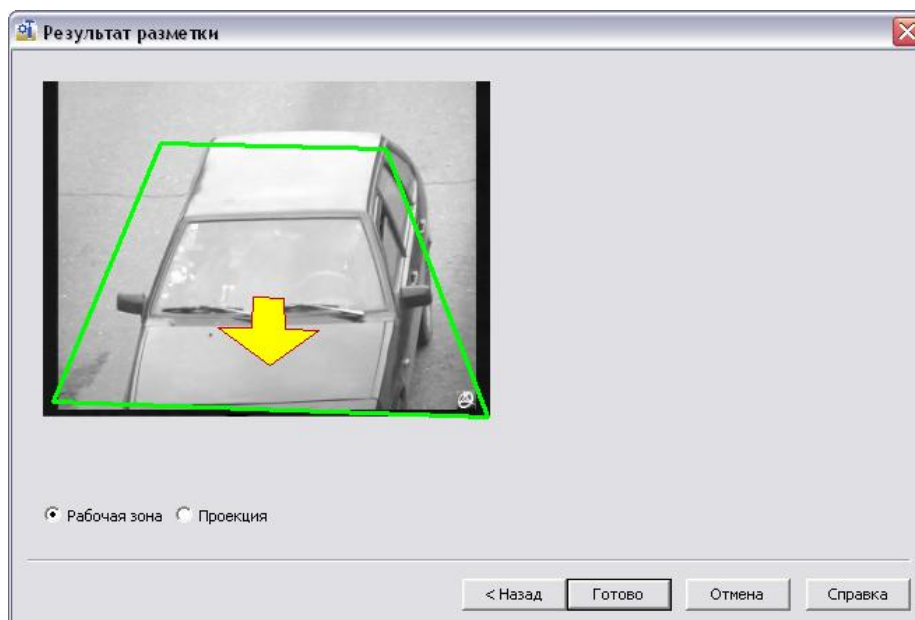 Результат разметки
Рабочая зона Проекция
< Назад Готово Отмена Справка